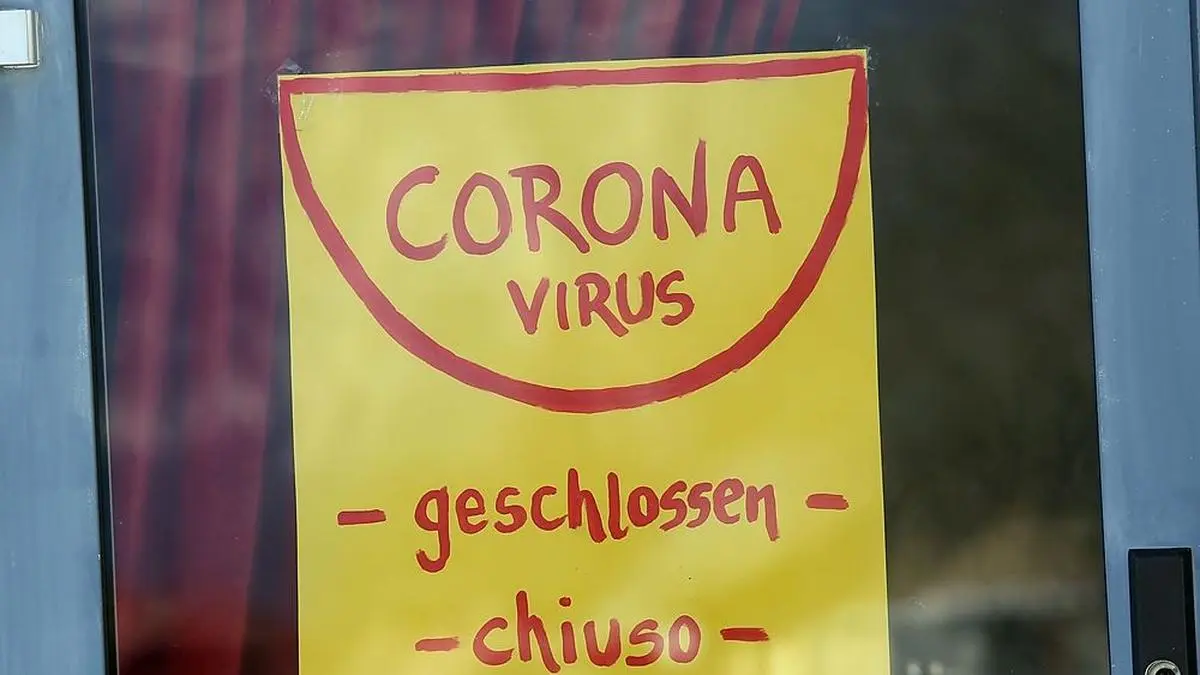 CORONA
VIRUS
- geschlossen -
- chiuso -